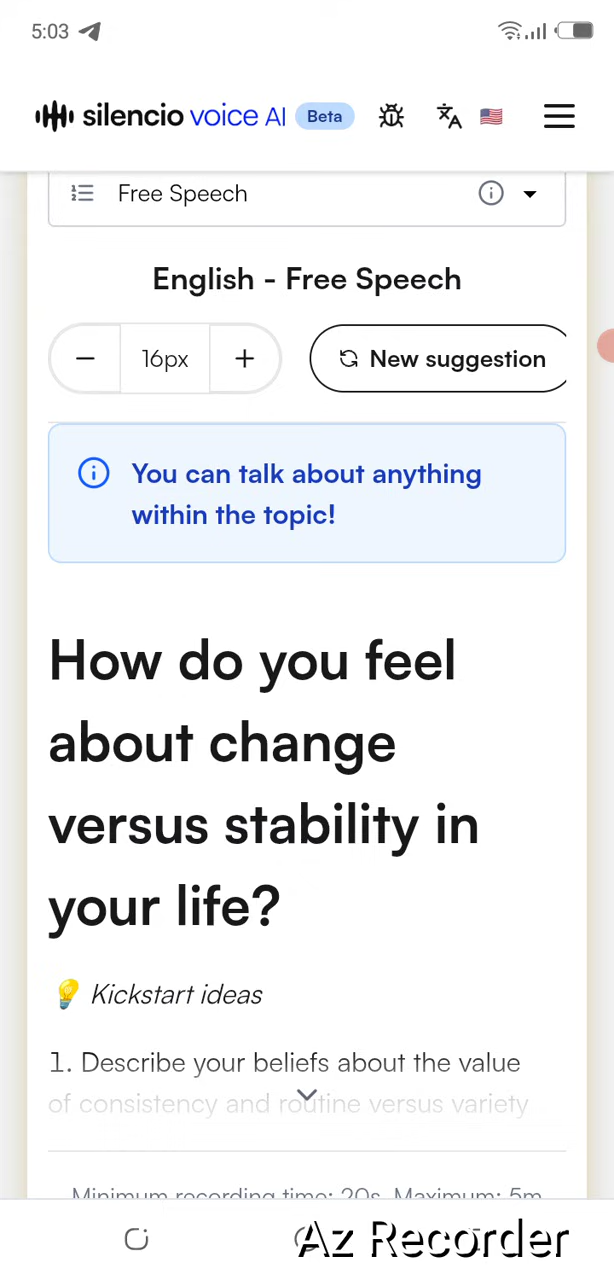 5:03
silencio voice AI Beta
Free Speech
English - Free Speech
16px
New suggestion
You can talk about anything
within the topic!
How do you feel
about change
versus stability in
your life?
Kickstart ideas
1. Describe your beliefs about the value
of consistency and routine versus variety
Minimum recording time: 20s, Maximum: 5m
Az Recorder